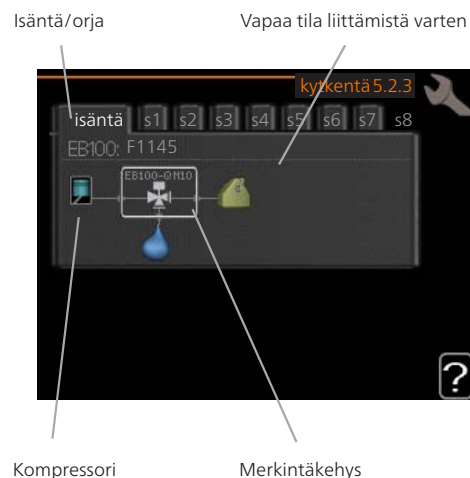 Isäntä/orja
Vapaa tila liittämistä varten
kytkentä 5.2.3
isäntä s1 s2 s3 s4 s5 s6 s7 s8
EB100: F1145
EB100-QN10
?
Kompressori
Merkintäkehys